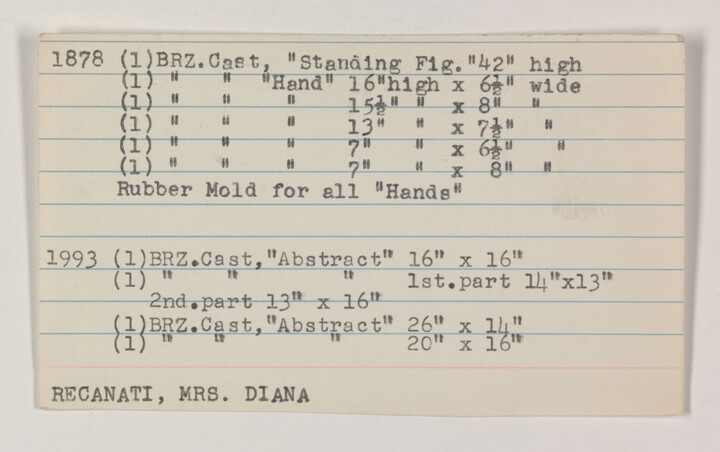 1878 (1)BRZ.Cast, "Standing Fig."42" high
(1) " " "Hand" 16"high x 6½" wide
(1) " " " 15½" " x 8" "
(1) " " " 13" " x 7½" "
(1) " " " 7" " x 6½" "
(1) " " " 7" " x 8" "
Rubber Mold for all "Hands"
1993 (1)BRZ.Cast,"Abstract" 16" x 16"
(1) " " " 1st.part 14"x13"
2nd.part 13" x 16"
(1)BRZ.Cast,"Abstract" 26" x 14"
(1) " " " 20" x 16"
RECANATI, MRS. DIANA